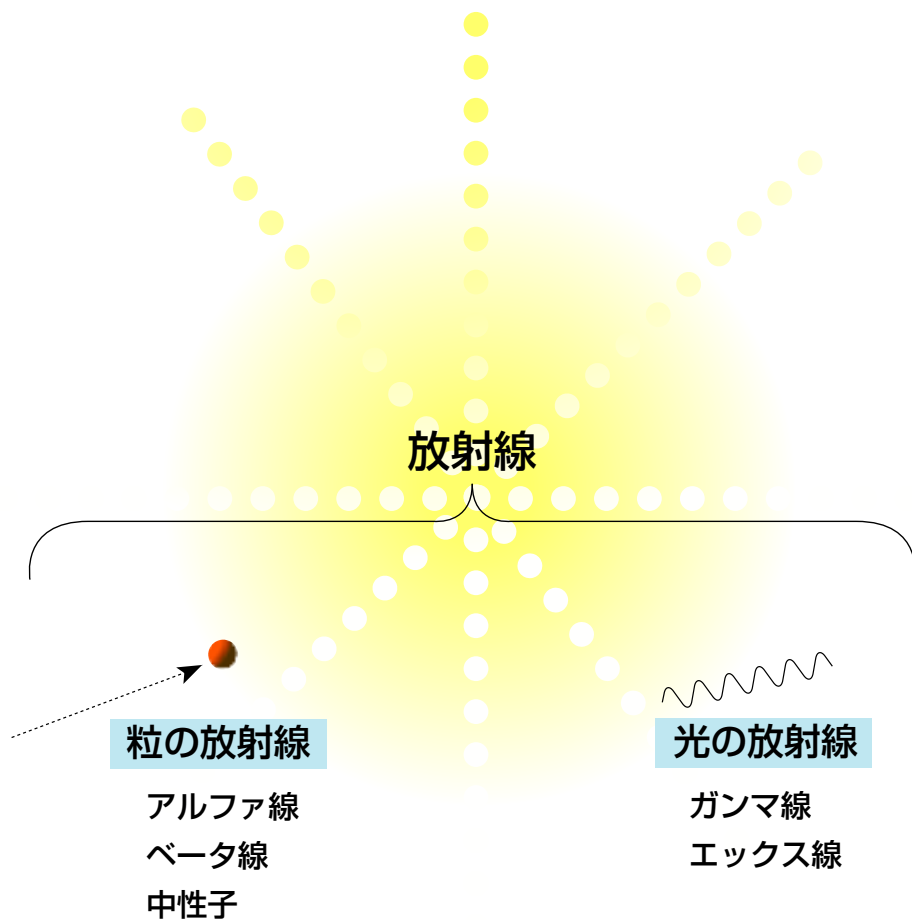 放射線
粒の放射線
アルファ線
ベータ線
中性子
光の放射線
ガンマ線
エックス線